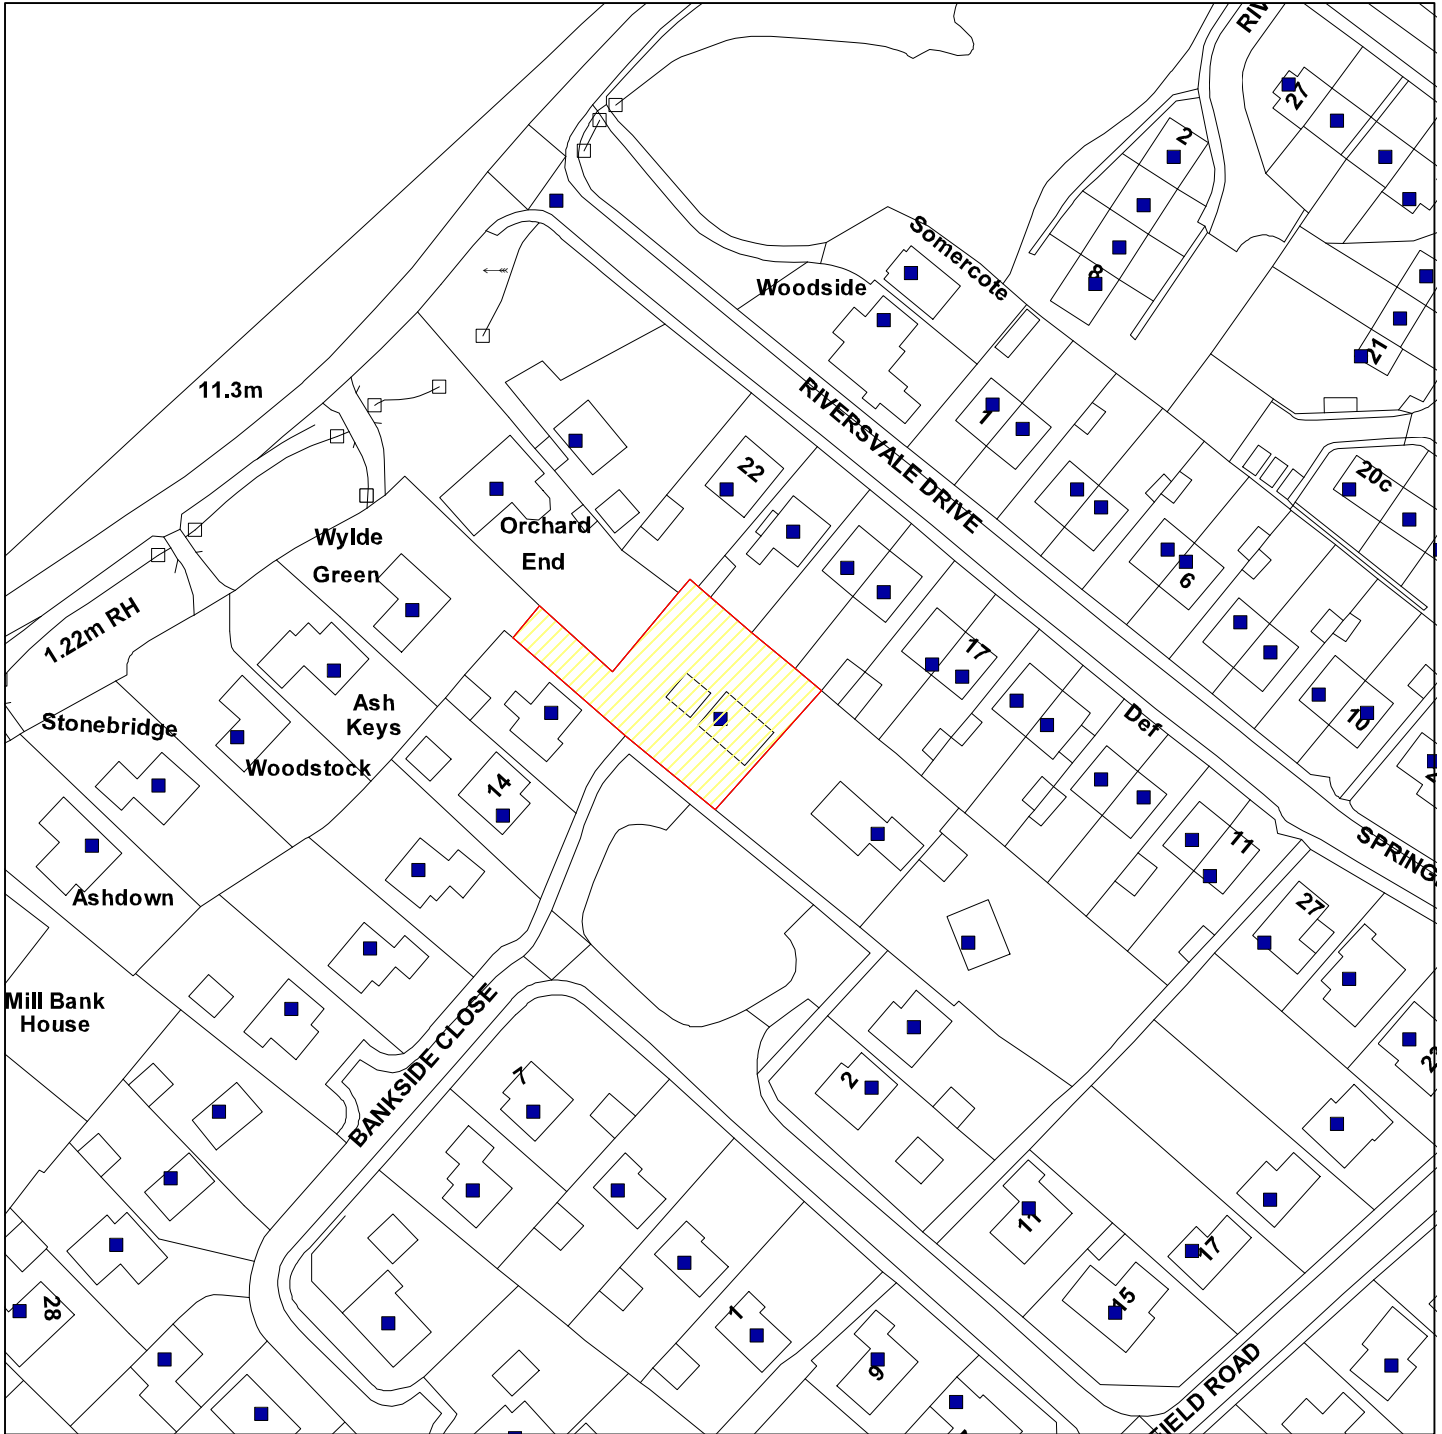 RIV
27
2
Somercote
8
Woodside
21
11.3m
RIVERSVALE DRIVE
1
22
20c
Orchard
End
Wylde
Green
6
1.22m RH
17
Ash
Keys
Stonebridge
Woodstock
Def
10
14
11
SPRING
Ashdown
27
Mill Bank
House
BANKSIDE CLOSE
7
2
23
11
17
15
28
1
9
FIELD ROAD